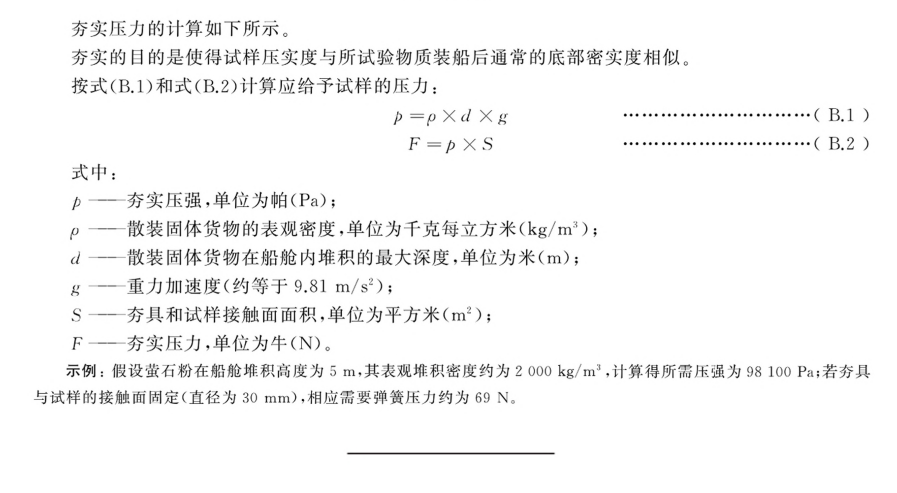 夯实压力的计算如下所示。
夯实的目的是使得试样压实度与所试验物质装船后通常的底部密实度相似。
按式(B.1)和式(B.2)计算应给予试样的压力:
p=ρ×d×g ……………………………( B.1 )
F=p×S ……………………………( B.2 )
式中:
p ——夯实压强,单位为帕(Pa);
ρ ——散装固体货物的表观密度,单位为千克每立方米(kg/m³);
d ——散装固体货物在船舱内堆积的最大深度,单位为米(m);
g ——重力加速度(约等于 9.81 m/s²);
S ——夯具和试样接触面面积,单位为平方米(m²);
F ——夯实压力,单位为牛(N)。
示例: 假设萤石粉在船舱堆积高度为 5 m,其表观堆积密度约为 2 000 kg/m³,计算得所需压强为 98 100 Pa;若夯具
与试样的接触面固定(直径为 30 mm),相应需要弹簧压力约为 69 N。